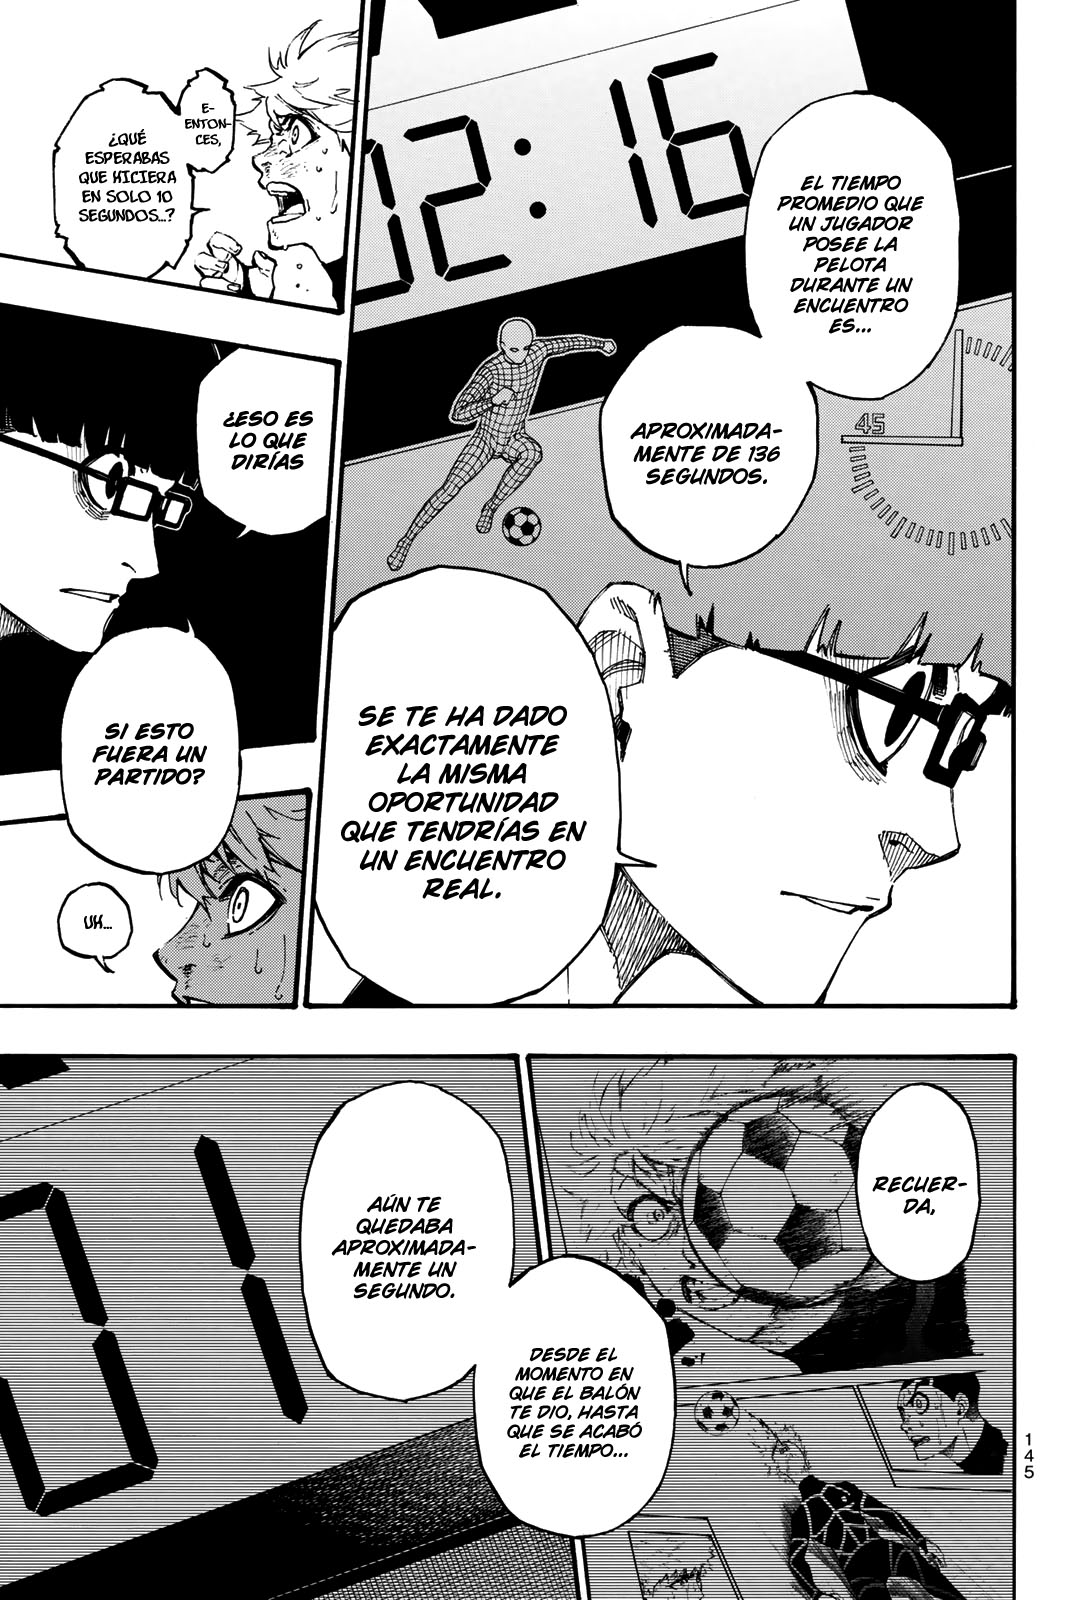 02:16
EL TIEMPO
PROMEDIO QUE
UN JUGADOR
POSEE LA
PELOTA
DURANTE UN
ENCUENTRO
ES...
45
APROXIMADA-
MENTE DE 136
SEGUNDOS.
SE TE HA DADO
EXACTAMENTE
LA MISMA
OPORTUNIDAD
QUE TENDRÍAS EN
UN ENCUENTRO
REAL.
E-
ENTON-
CES,
¿QUÉ
ESPERABAS
QUE HICIERA
EN SOLO 10
SEGUNDOS...?
¿ESO ES
LO QUE
DIRÍAS
SI ESTO
FUERA UN
PARTIDO?
UH...
RECUER-
DA,
DESDE EL
MOMENTO EN
QUE EL BALÓN
TE DIO, HASTA
QUE SE ACABÓ
EL TIEMPO...
AÚN TE
QUEDABA
APROXIMADA-
MENTE UN
SEGUNDO.
01
145